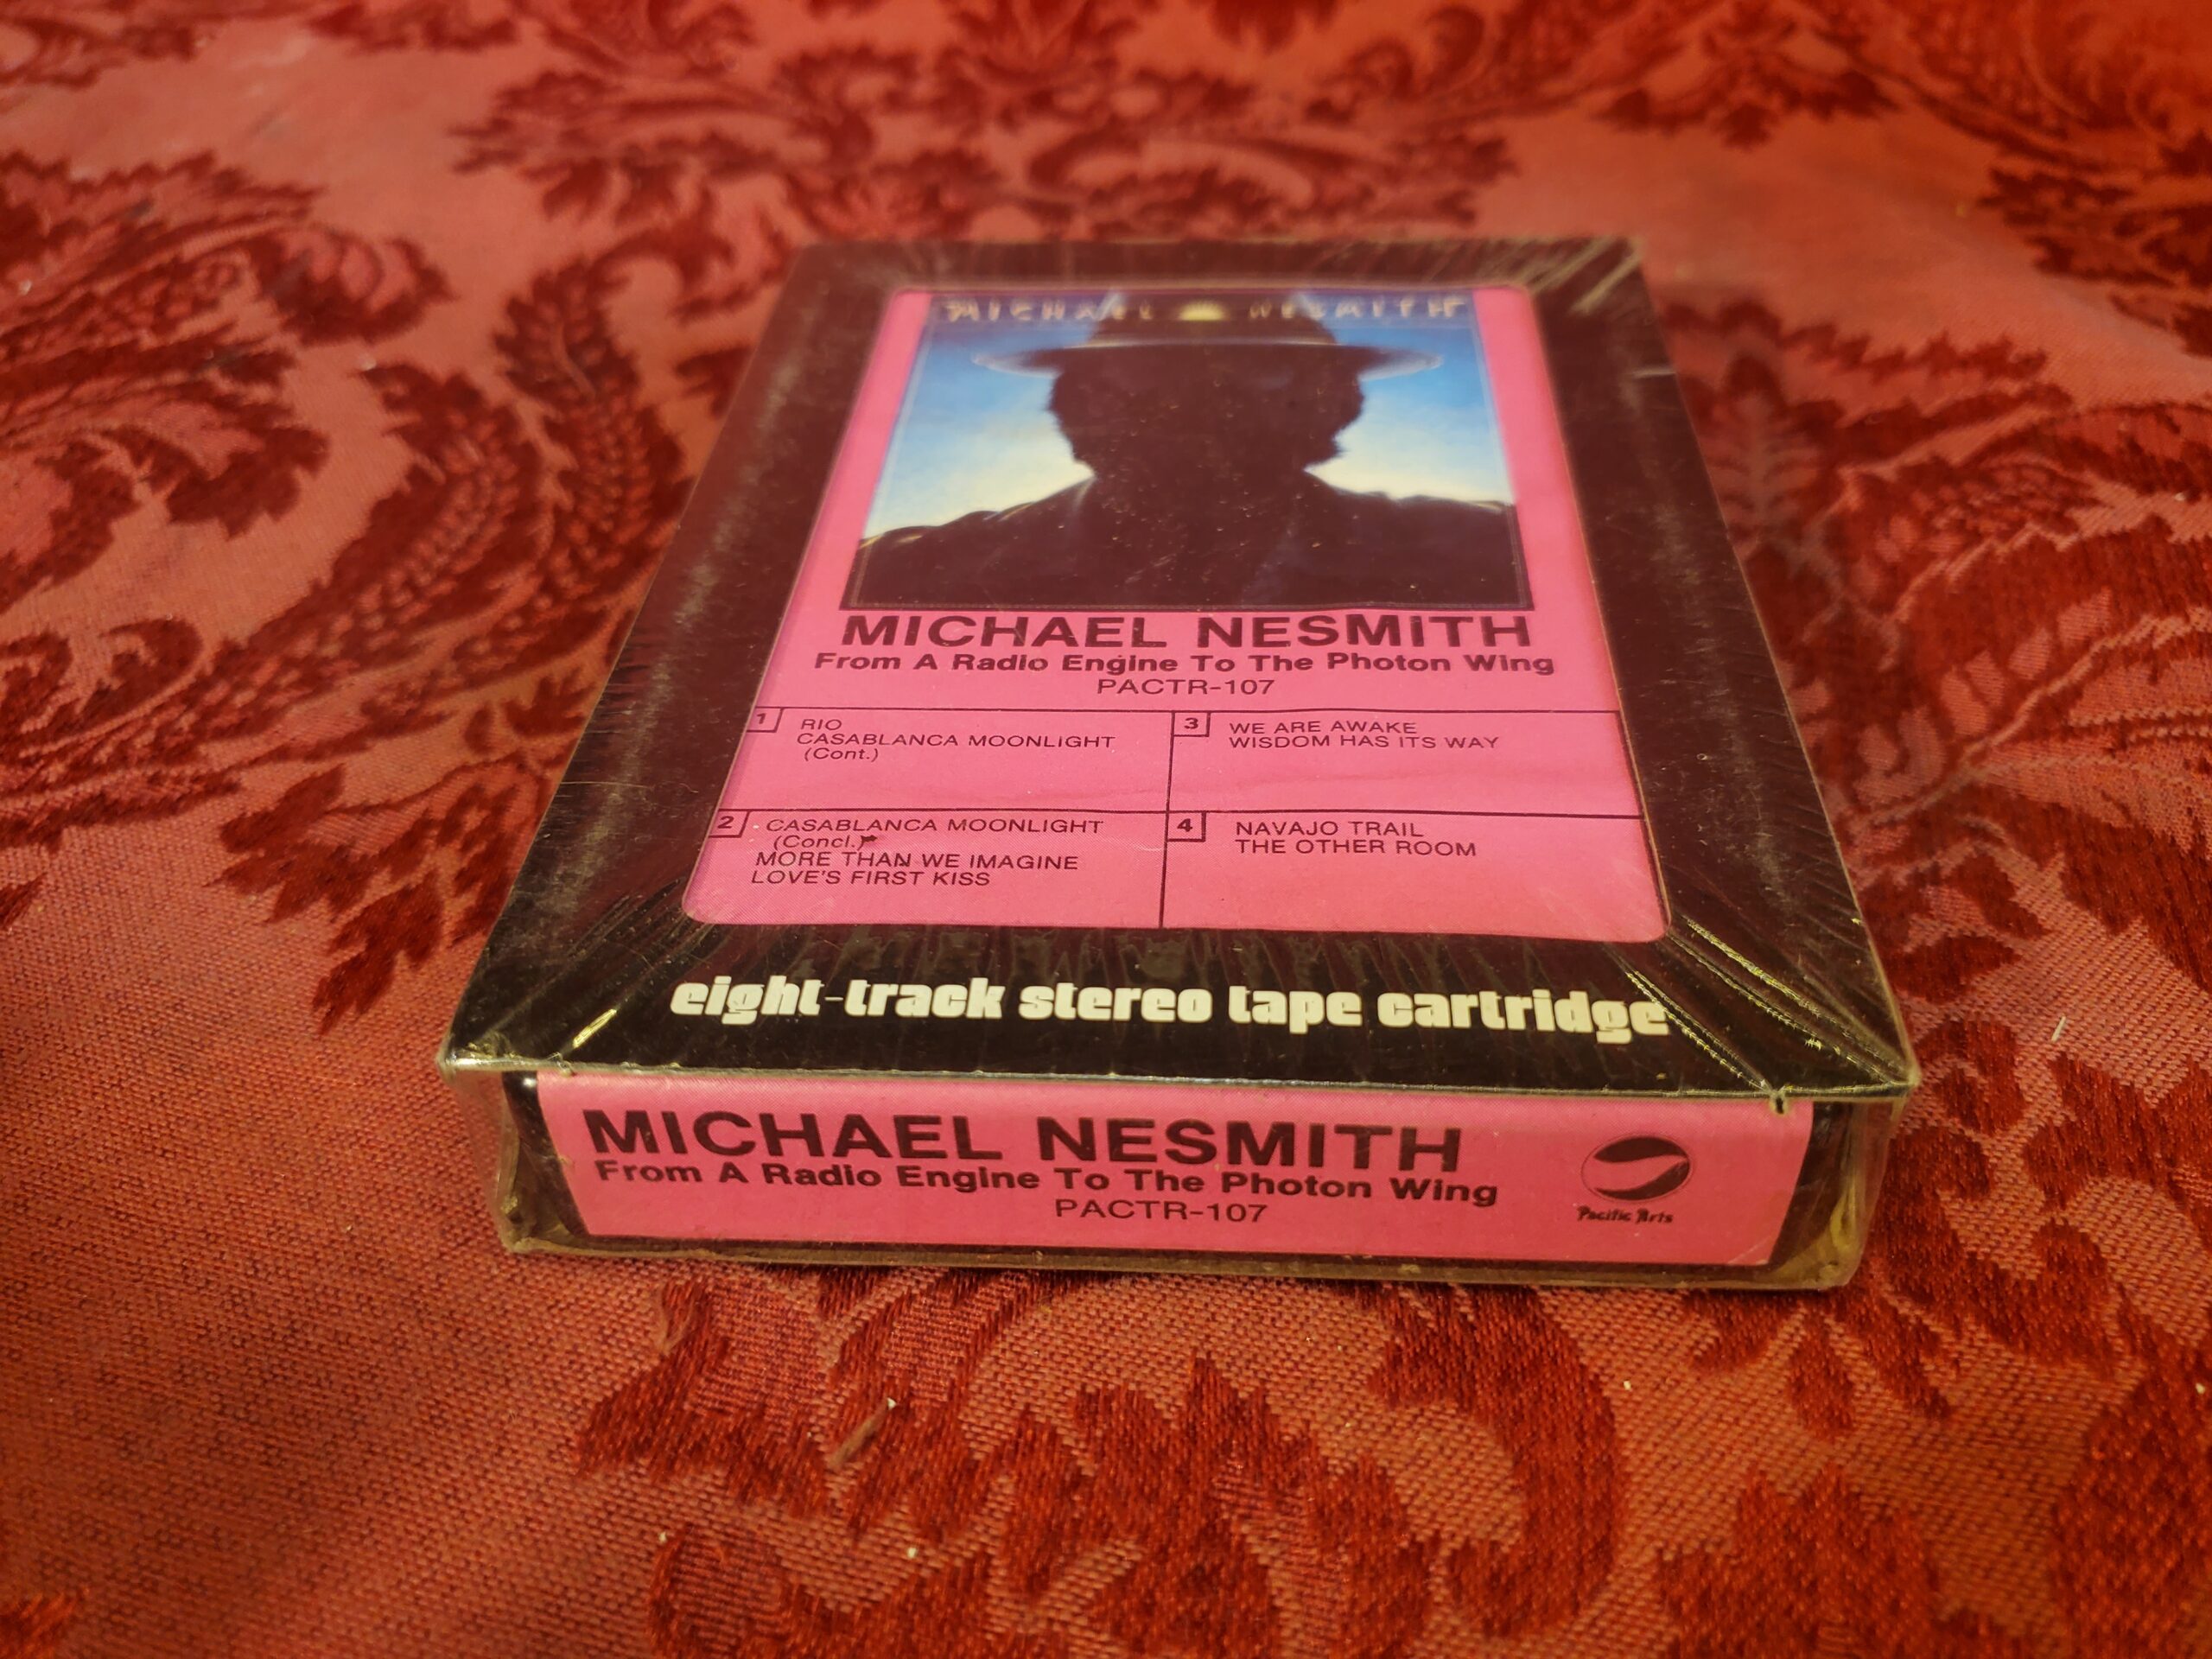 MICHAEL NESMITH
MICHAEL NESMITH
From A Radio Engine To The Photon Wing
PACTR-107
1 RIO
CASABLANCA MOONLIGHT
(Cont.)
2 CASABLANCA MOONLIGHT
(Concl.)
MORE THAN WE IMAGINE
LOVE'S FIRST KISS
3 WE ARE AWAKE
WISDOM HAS ITS WAY
4 NAVAJO TRAIL
THE OTHER ROOM
eight-track stereo tape cartridge
MICHAEL NESMITH
From A Radio Engine To The Photon Wing
PACTR-107
Pacific Arts